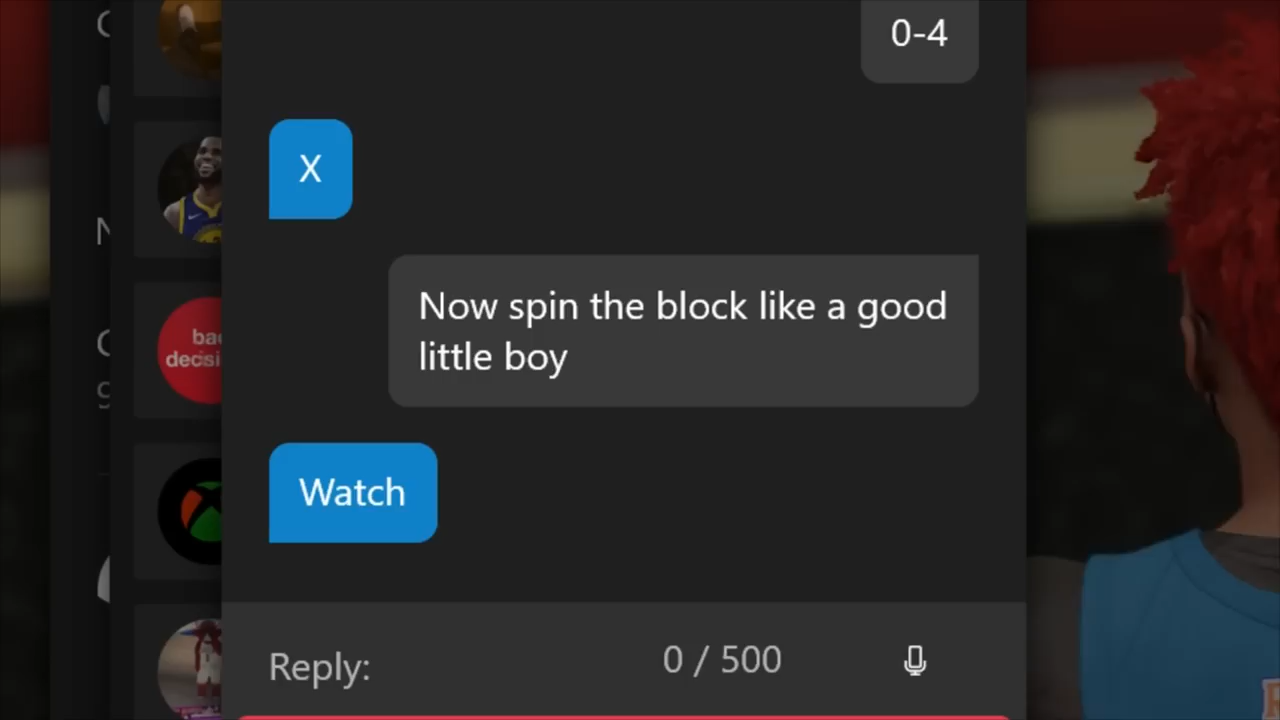 0-4
X
Now spin the block like a good
little boy
Watch
Reply:
0 / 500